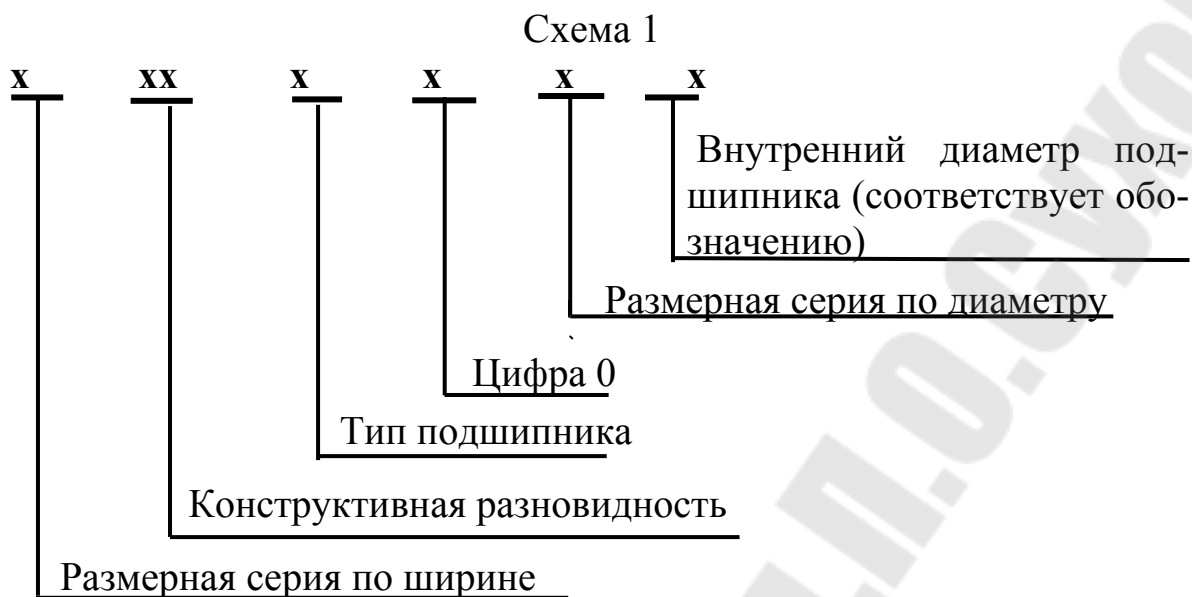 Схема 1
х хх х х х х
Внутренний диаметр под-
шипника (соответствует обо-
значению)
Размерная серия по диаметру
Цифра 0
Тип подшипника
Конструктивная разновидность
Размерная серия по ширине